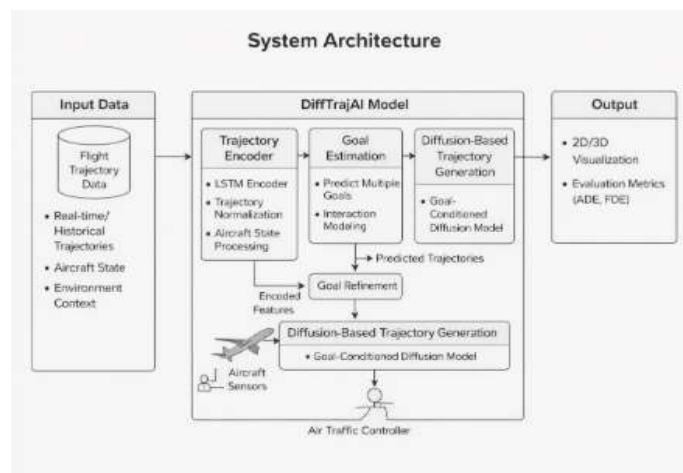 System Architecture
Input Data
Flight
Trajectory
Data
• Real-time/
Historical Trajectories
• Aircraft State
• Environment
Context
DiffTrajAI Model
Trajectory
Encoder
• LSTM Encoder
• Trajectory
Normalization
• Aircraft State
Processing
Goal
Estimation
• Predict Multiple
Goals
• Interaction
Modeling
Diffusion-Based
Trajectory
Generation
• Goal-
Conditioned
Diffusion Model
Predicted Trajectories
Encoded
Features
Goal Refinement
Diffusion-Based Trajectory Generation
• Goal-Conditioned Diffusion Model
Aircraft
Sensors
Air Traffic Controller
Output
• 2D/3D
Visualization
• Evaluation Metrics
(ADE, FDE)